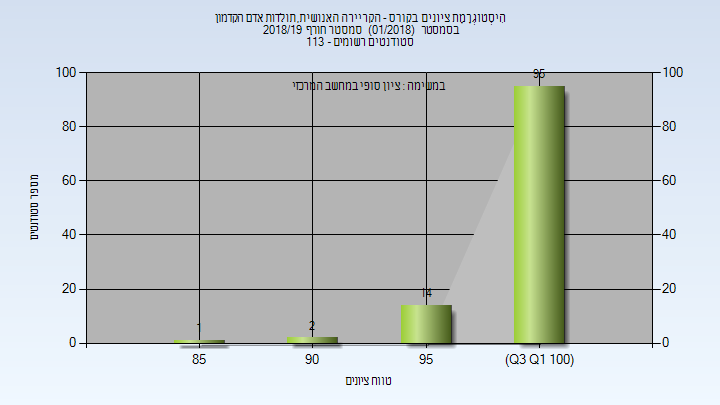 היסטוגרמת ציונים בקורס - הקריירה האנושית,תולדות אדם הקדמון
בסמסטר (01/2018) סמסטר חורף 2018/19
סטודנטים רשומים - 113
במשימה : ציון סופי במחשב המרכזי
מספר סטודנטים
100
80
60
40
20
0
100
80
60
40
20
0
1
2
14
95
85
90
95
(Q3 Q1 100)
טווח ציונים